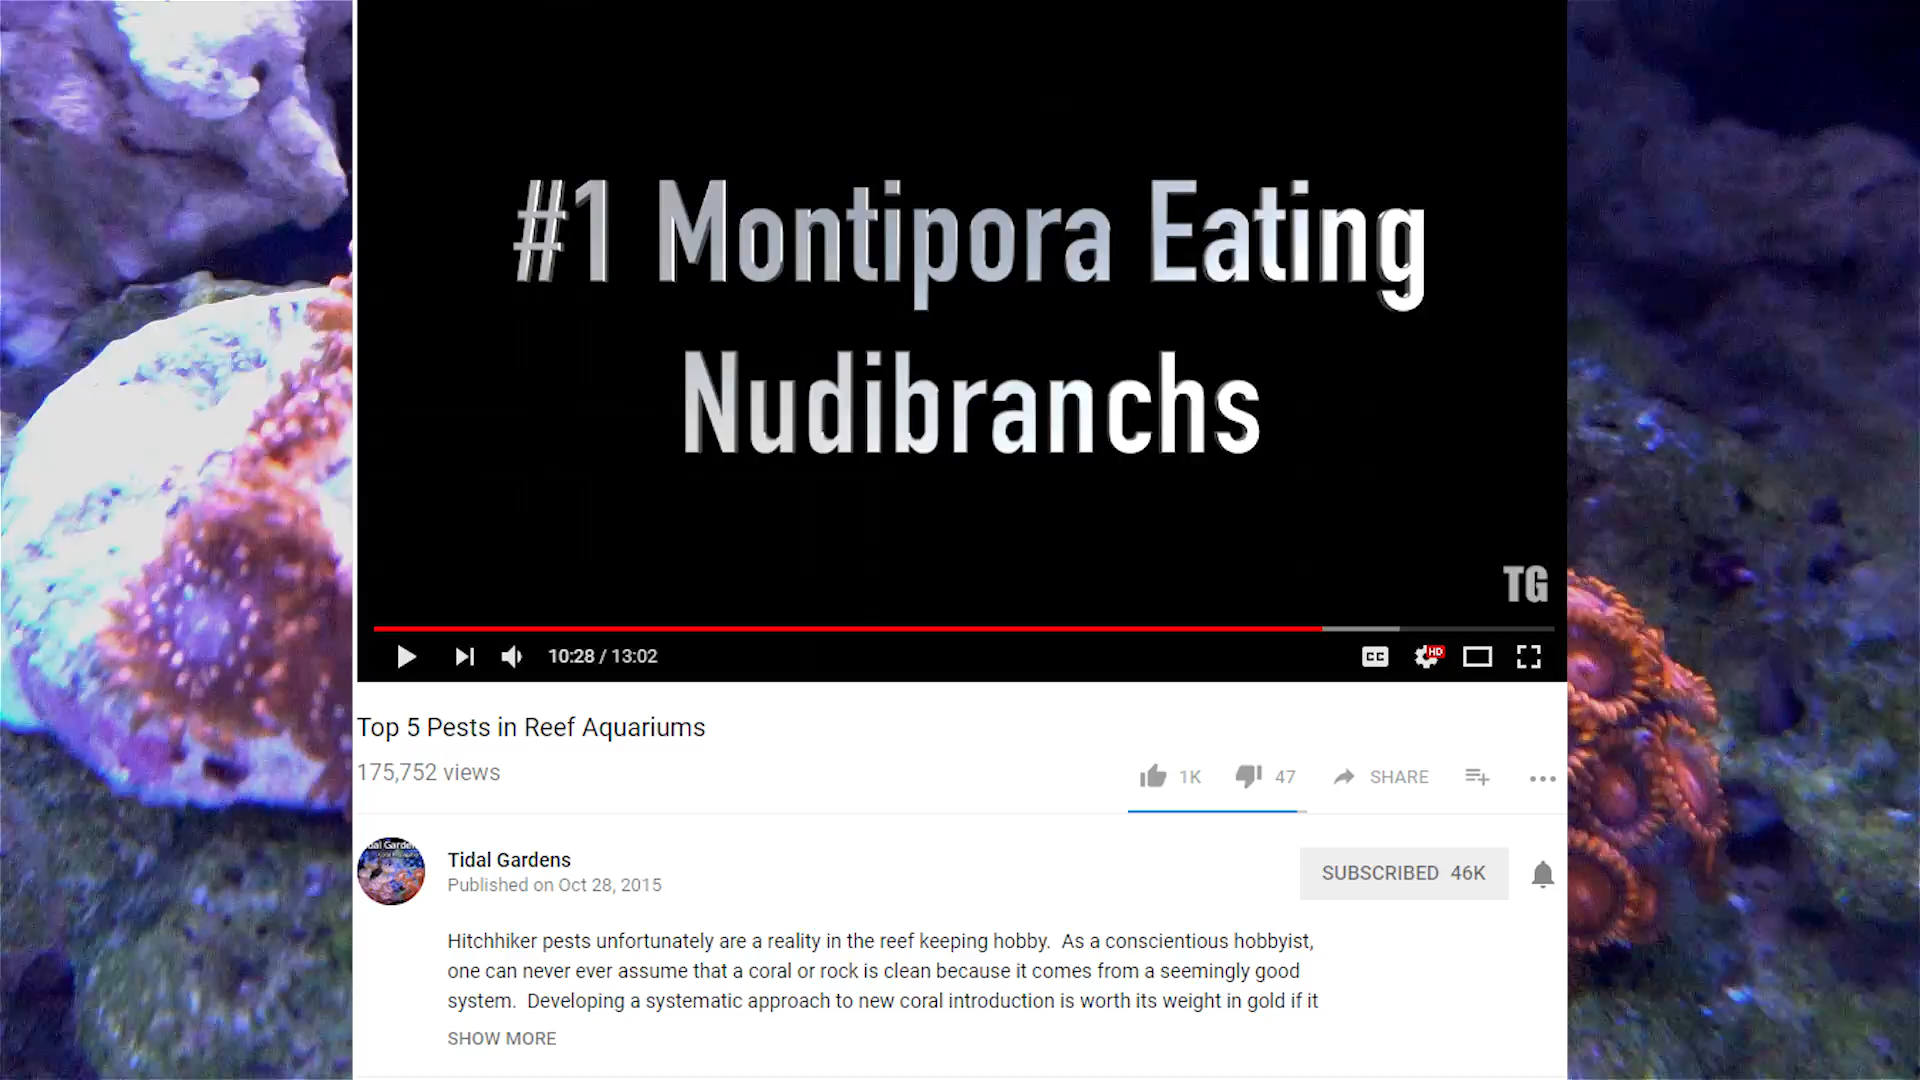 #1 Montipora Eating
Nudibranchs
TG
10:28 / 13:02
CC
HD
Top 5 Pests in Reef Aquariums
175,752 views
1K
47
SHARE
Tidal Gardens
Published on Oct 28, 2015
SUBSCRIBED 46K
Hitchhiker pests unfortunately are a reality in the reef keeping hobby. As a conscientious hobbyist,
one can never ever assume that a coral or rock is clean because it comes from a seemingly good
system. Developing a systematic approach to new coral introduction is worth its weight in gold if it
SHOW MORE